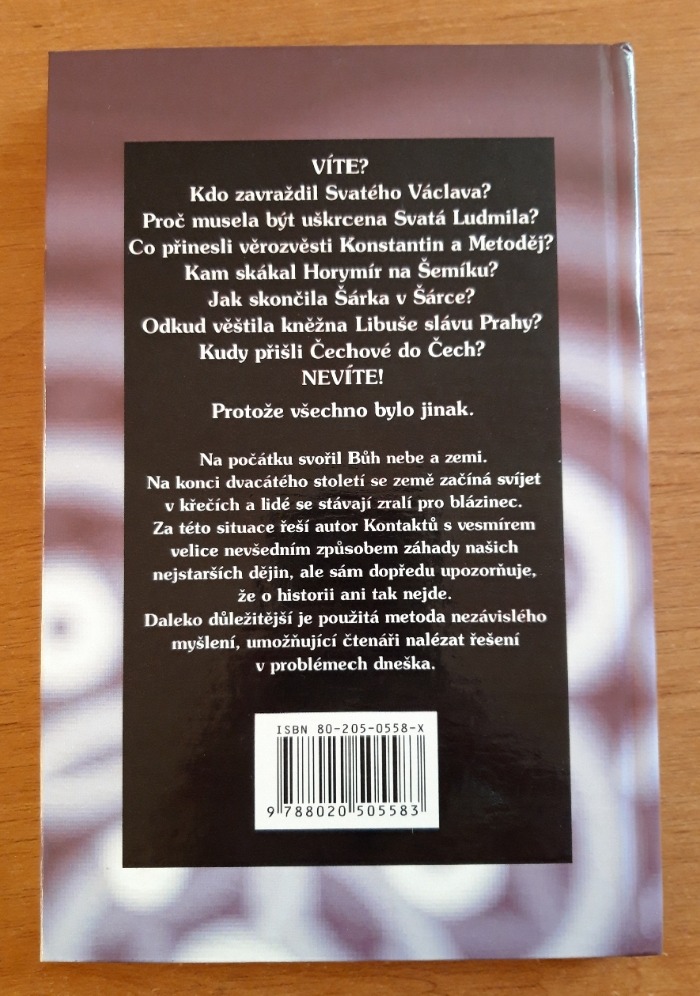 VÍTE?
Kdo zavraždil Svatého Václava?
Proč musela být uškrcena Svatá Ludmila?
Co přinesli věrozvěsti Konstantin a Metoděj?
Kam skákal Horymír na Šemíku?
Jak skončila Šárka v Šárce?
Odkud věštila kněžna Libuše slávu Prahy?
Kudy přišli Čechové do Čech?
NEVÍTE!
Protože všechno bylo jinak.
Na počátku svořil Bůh nebe a zemi.
Na konci dvacátého století se země začíná svíjet
v křečích a lidé se stávají zralí pro blázinec.
Za této situace řeší autor Kontaktů s vesmírem
velice nevšedním způsobem záhady našich
nejstarších dějin, ale sám dopředu upozorňuje,
že o historii ani tak nejde.
Daleko důležitější je použitá metoda nezávislého
myšlení, umožňující čtenáři nalézat řešení
v problémech dneška.
ISBN 80-205-0558-X
9 788020 505583